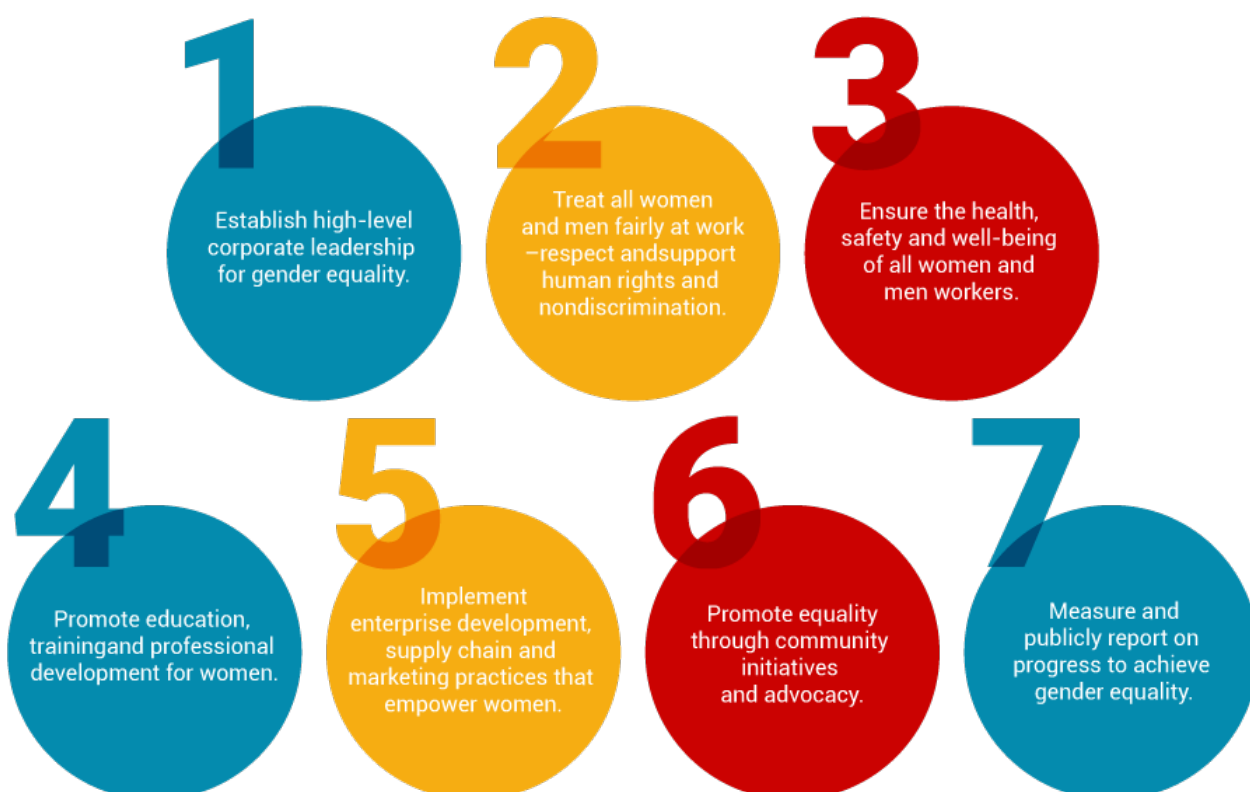 1
Establish high-level
corporate leadership
for gender equality.
2
Treat all women
and men fairly at work
–respect andsupport
human rights and
nondiscrimination.
3
Ensure the health,
safety and well-being
of all women and
men workers.
4
Promote education,
trainingand professional
development for women.
5
Implement
enterprise development,
supply chain and
marketing practices that
empower women.
6
Promote equality
through community
initiatives
and advocacy.
7
Measure and
publicly report on
progress to achieve
gender equality.